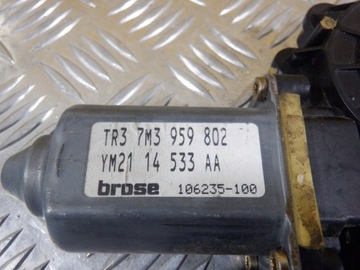 TR3 7M3 959 802
YM21 14 533 AA
brose 106235-100